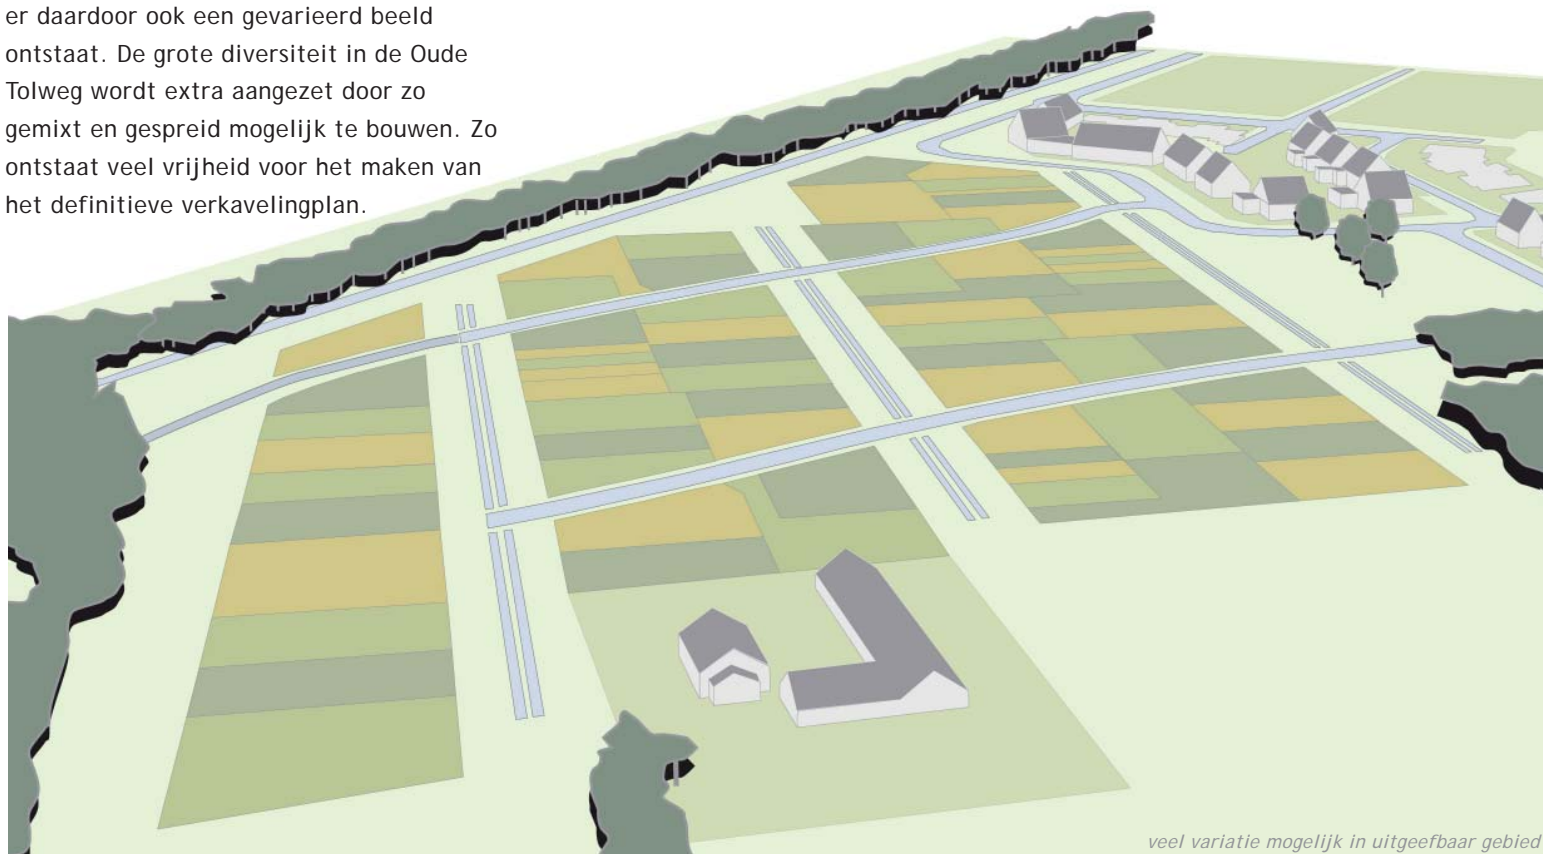 er daardoor ook een gevarieerd beeld
ontstaat. De grote diversiteit in de Oude
Tolweg wordt extra aangezet door zo
gemixt en gespreid mogelijk te bouwen. Zo
ontstaat veel vrijheid voor het maken van
het definitieve verkavelingplan.
veel variatie mogelijk in uitgeefbaar gebied